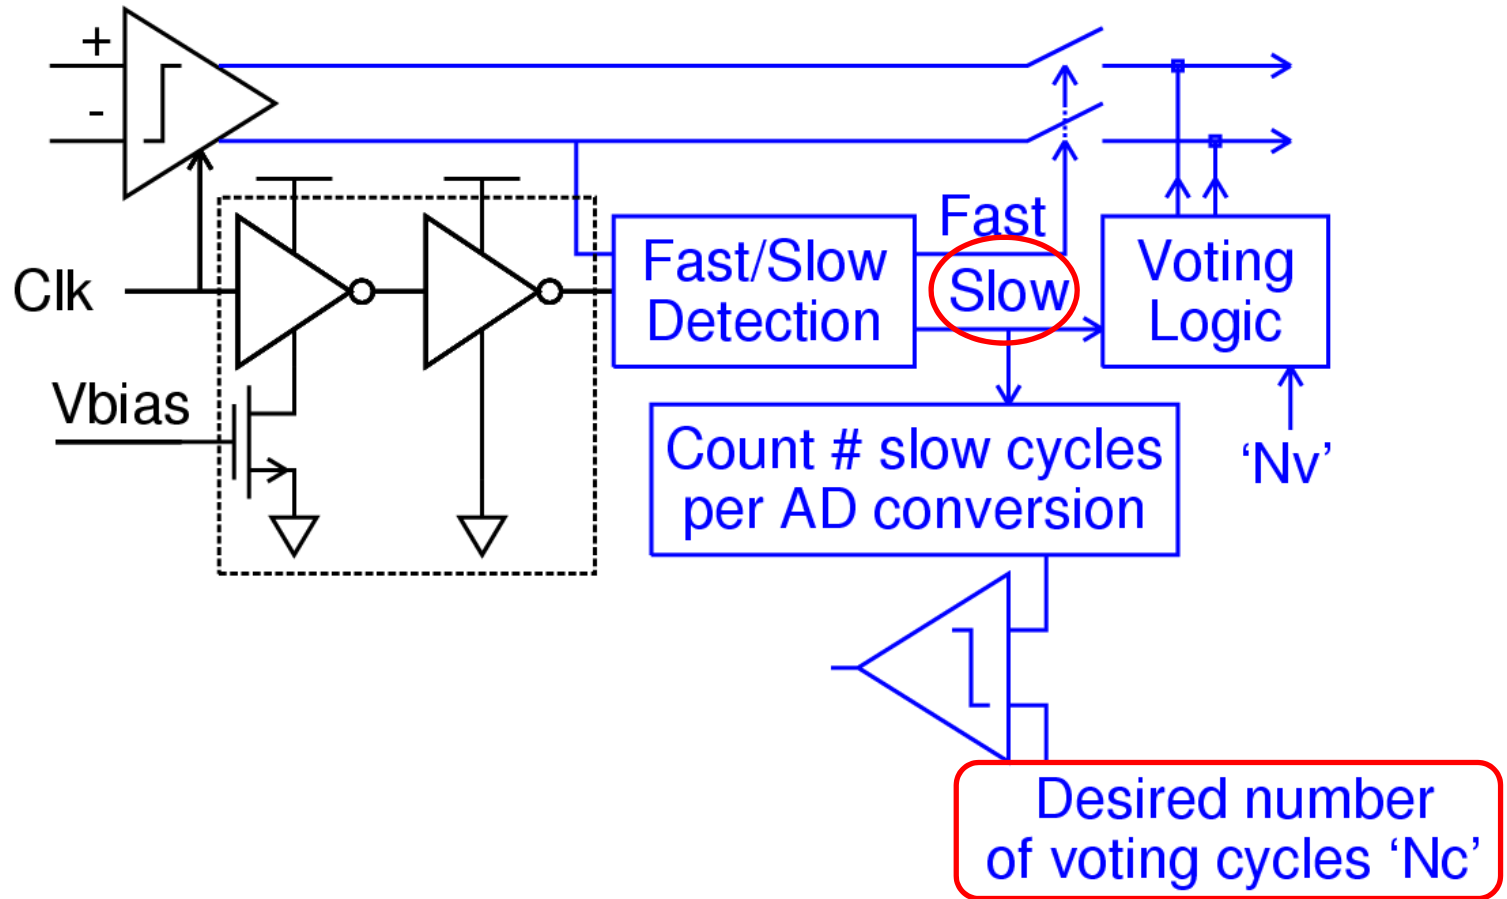 +
-
Clk
Vbias
Fast/Slow
Detection
Fast
Slow
Voting
Logic
‘Nv’
Count # slow cycles
per AD conversion
Desired number
of voting cycles ‘Nc’